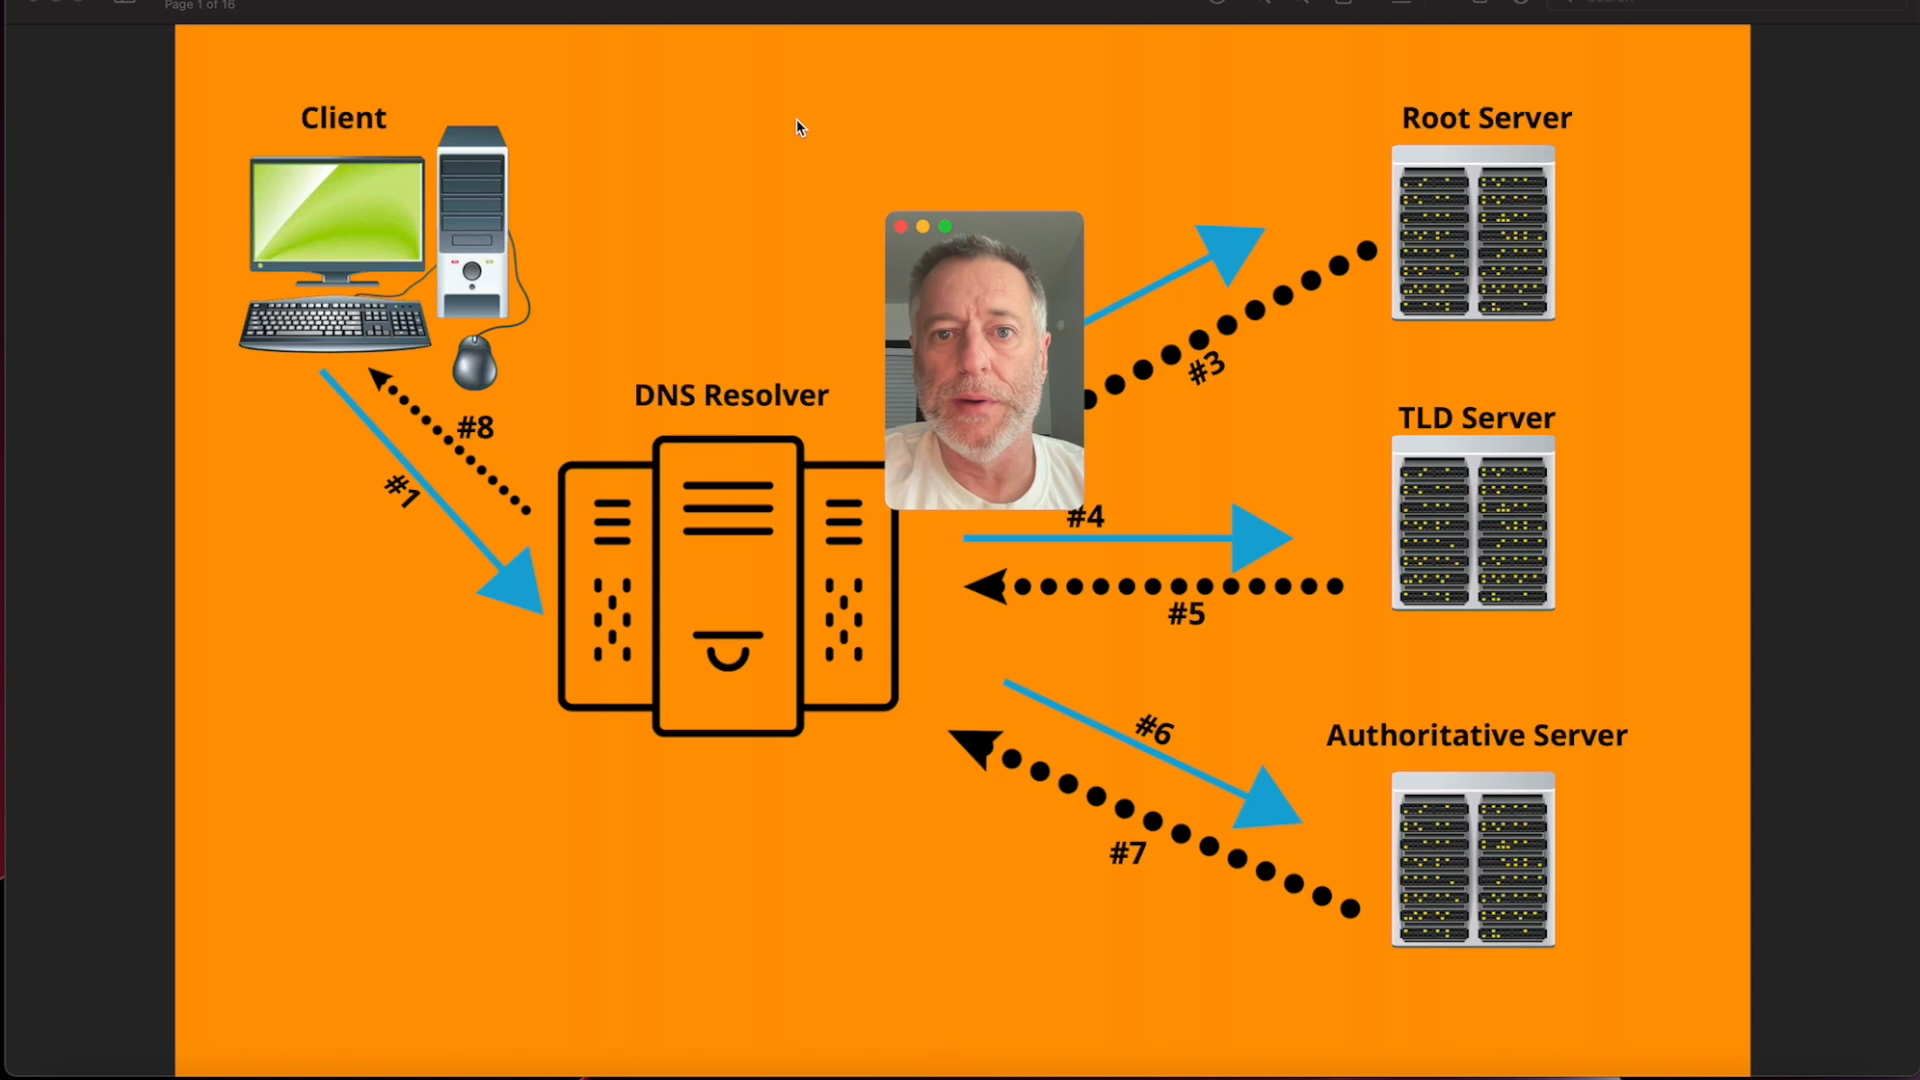 Page 1 of 16
Client
Root Server
#3
DNS Resolver
TLD Server
#8
#1
#4
#5
#6
Authoritative Server
#7